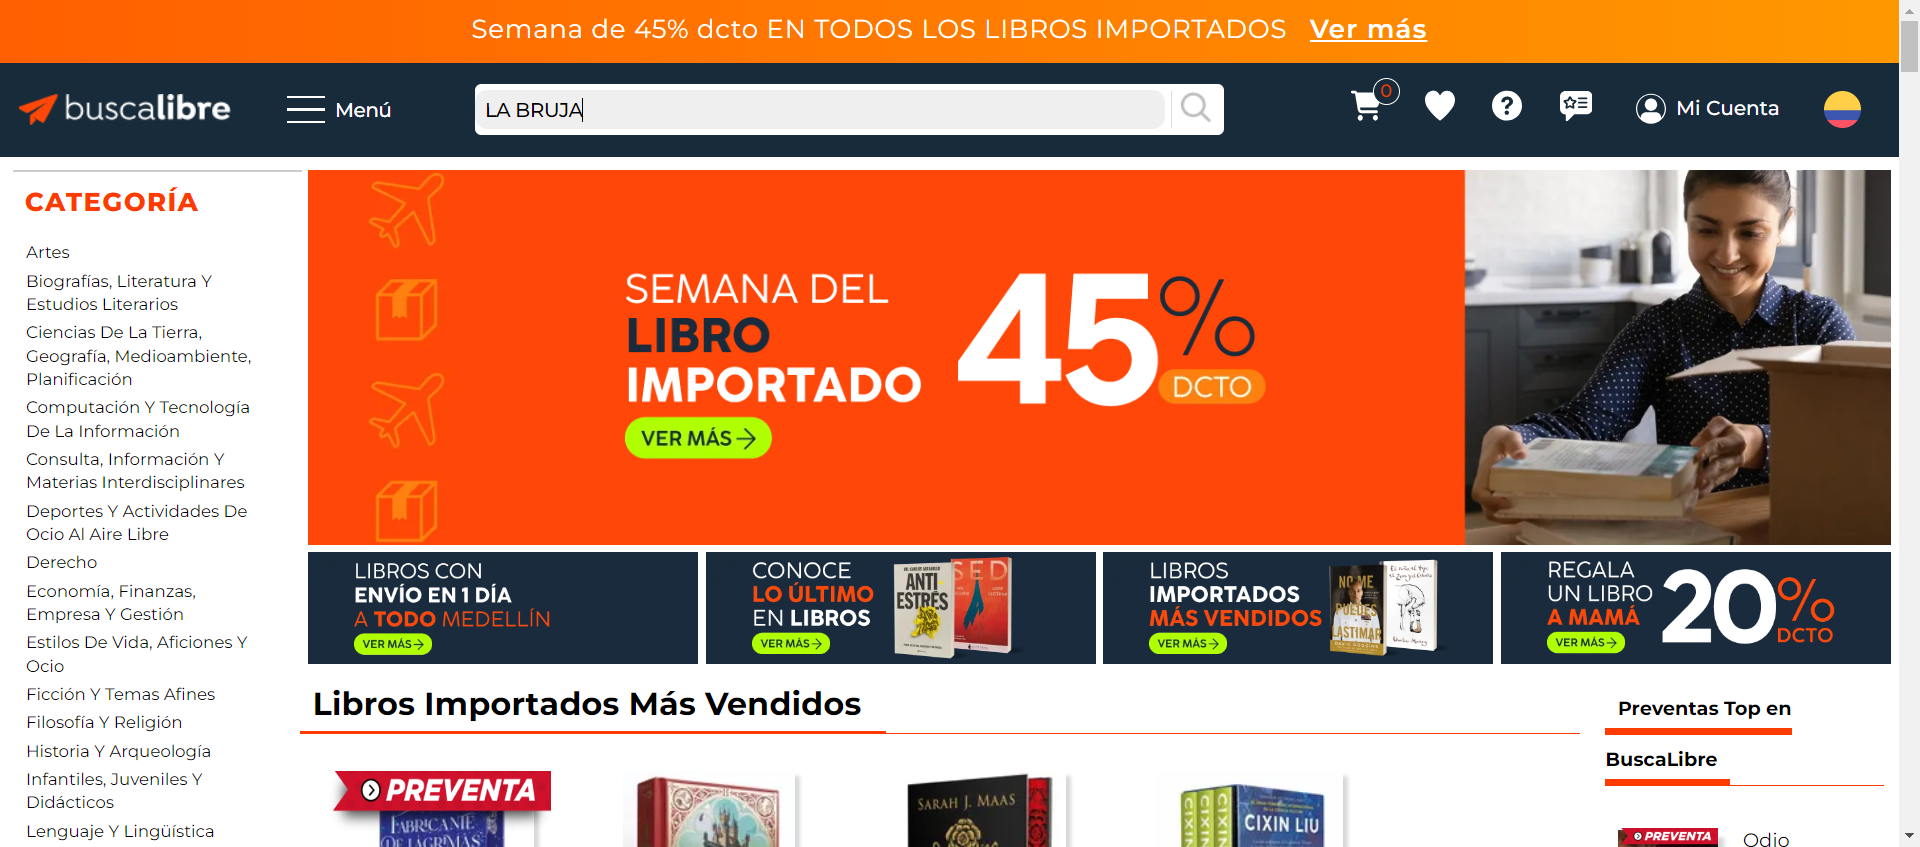 Semana de 45% dcto EN TODOS LOS LIBROS IMPORTADOS Ver más
buscalibre
Menú
LA BRUJA
0
Mi Cuenta
CATEGORÍA
Artes
Biografías, Literatura Y
Estudios Literarios
Ciencias De La Tierra,
Geografía, Medioambiente,
Planificación
Computación Y Tecnología
De La Información
Consulta, Información Y
Materias Interdisciplinares
Deportes Y Actividades De
Ocio Al Aire Libre
Derecho
Economía, Finanzas,
Empresa Y Gestión
Estilos De Vida, Aficiones Y
Ocio
Ficción Y Temas Afines
Filosofía Y Religión
Historia Y Arqueología
Infantiles, Juveniles Y
Didácticos
Lenguaje Y Lingüística
SEMANA DEL
LIBRO
IMPORTADO
45%
DCTO
VER MÁS
LIBROS CON
ENVÍO EN 1 DÍA
A TODO MEDELLÍN
VER MÁS
CONOCE
LO ÚLTIMO
EN LIBROS
VER MÁS
ANTI
ESTRÉS
SED
LIBROS
IMPORTADOS
MÁS VENDIDOS
VER MÁS
NO ME
PUEDES
LASTIMAR
REGALA
UN LIBRO
A MAMÁ
VER MÁS
20%
DCTO
Libros Importados Más Vendidos
PREVENTA
FABRICANTE
DE LÁGRIMAS
SARAH J. MAAS
CIXIN
CIXIN
CIXIN
CIXIN LIU
Preventas Top en
BuscaLibre
PREVENTA
Odio